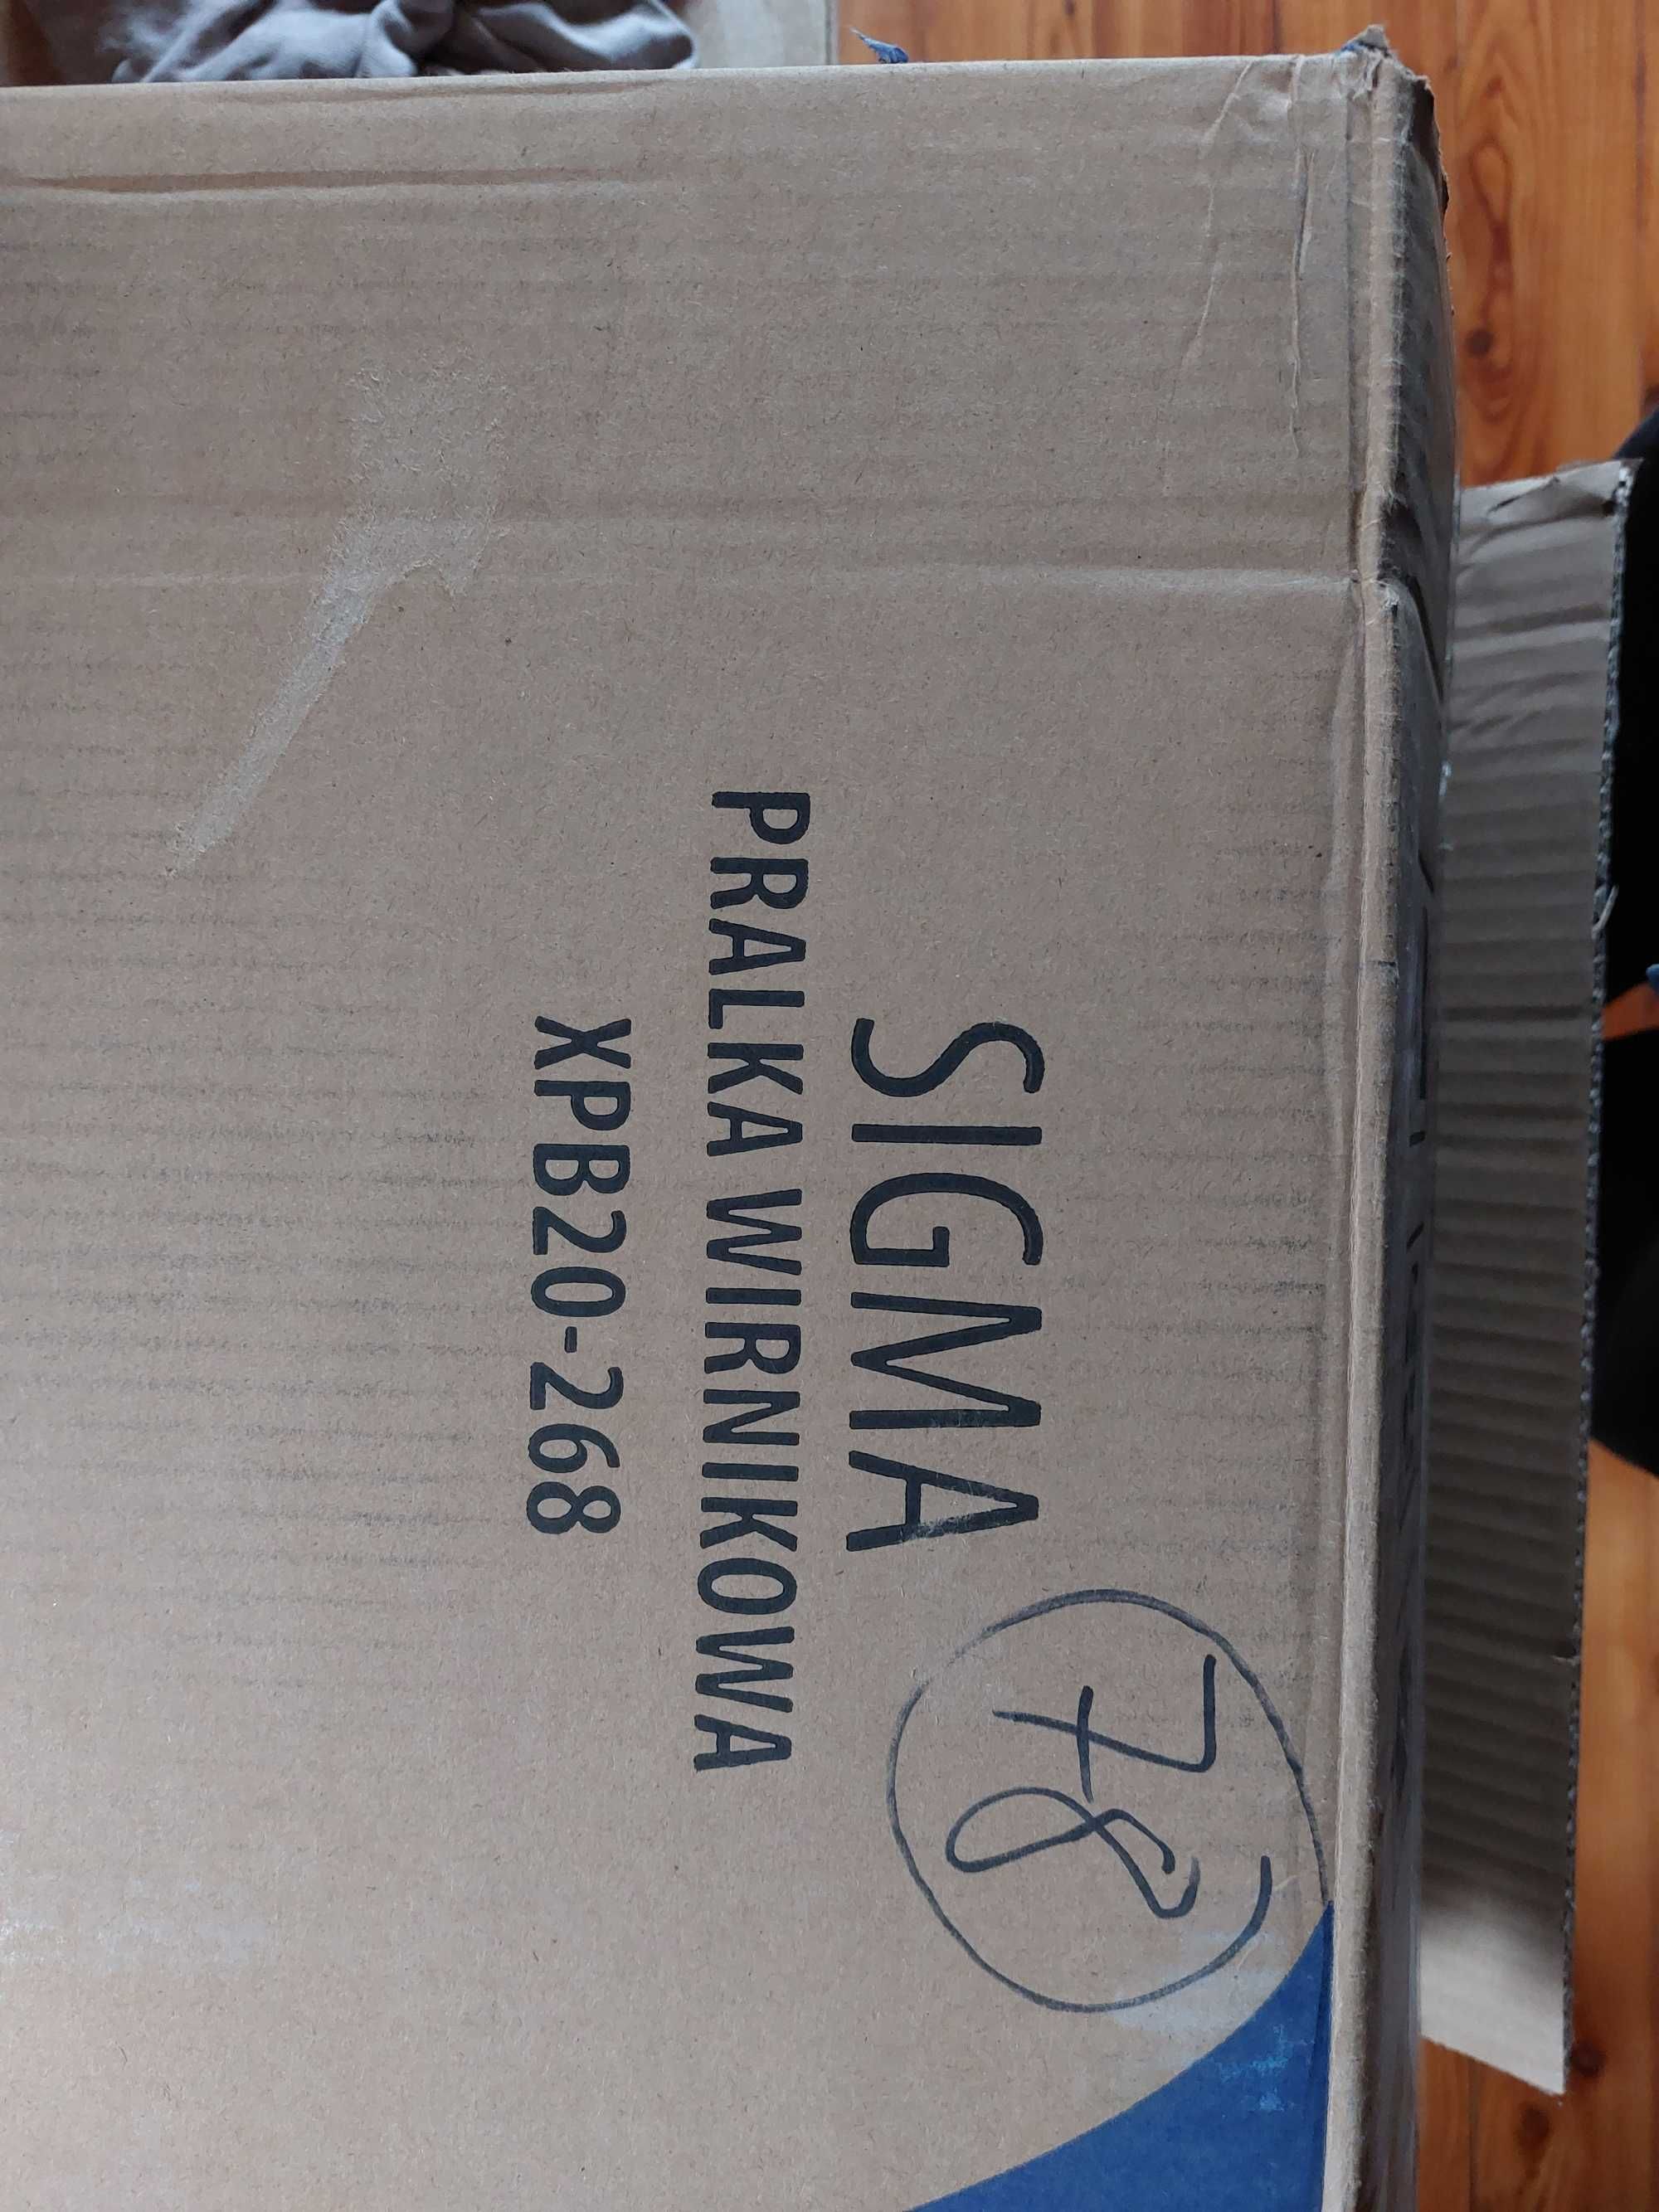 SIGMA
PRALKA WIRNIKOWA
XPB20-268
78